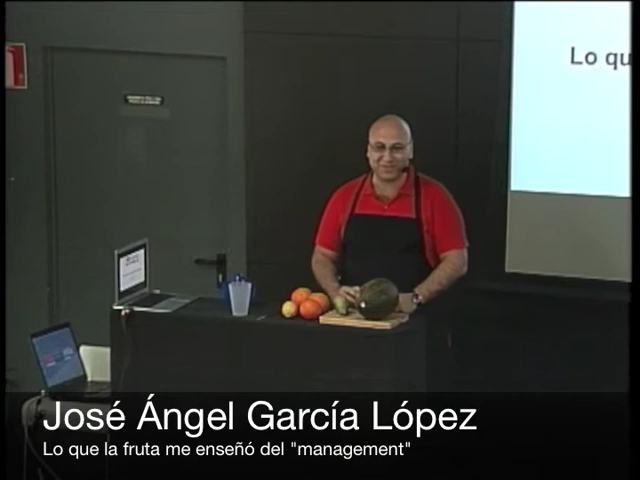 Lo qu
José Ángel García López
Lo que la fruta me enseñó del "management"